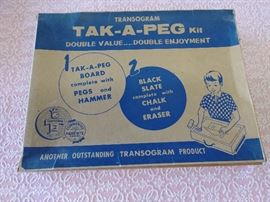 TRANSOGRAM
TAK-A-PEG Kit
DOUBLE VALUE...DOUBLE ENJOYMENT
1
TAK-A-PEG
BOARD
complete with
PEGS and
HAMMER
2
BLACK
SLATE
complete with
CHALK
and
ERASER
ANOTHER OUTSTANDING TRANSOGRAM PRODUCT